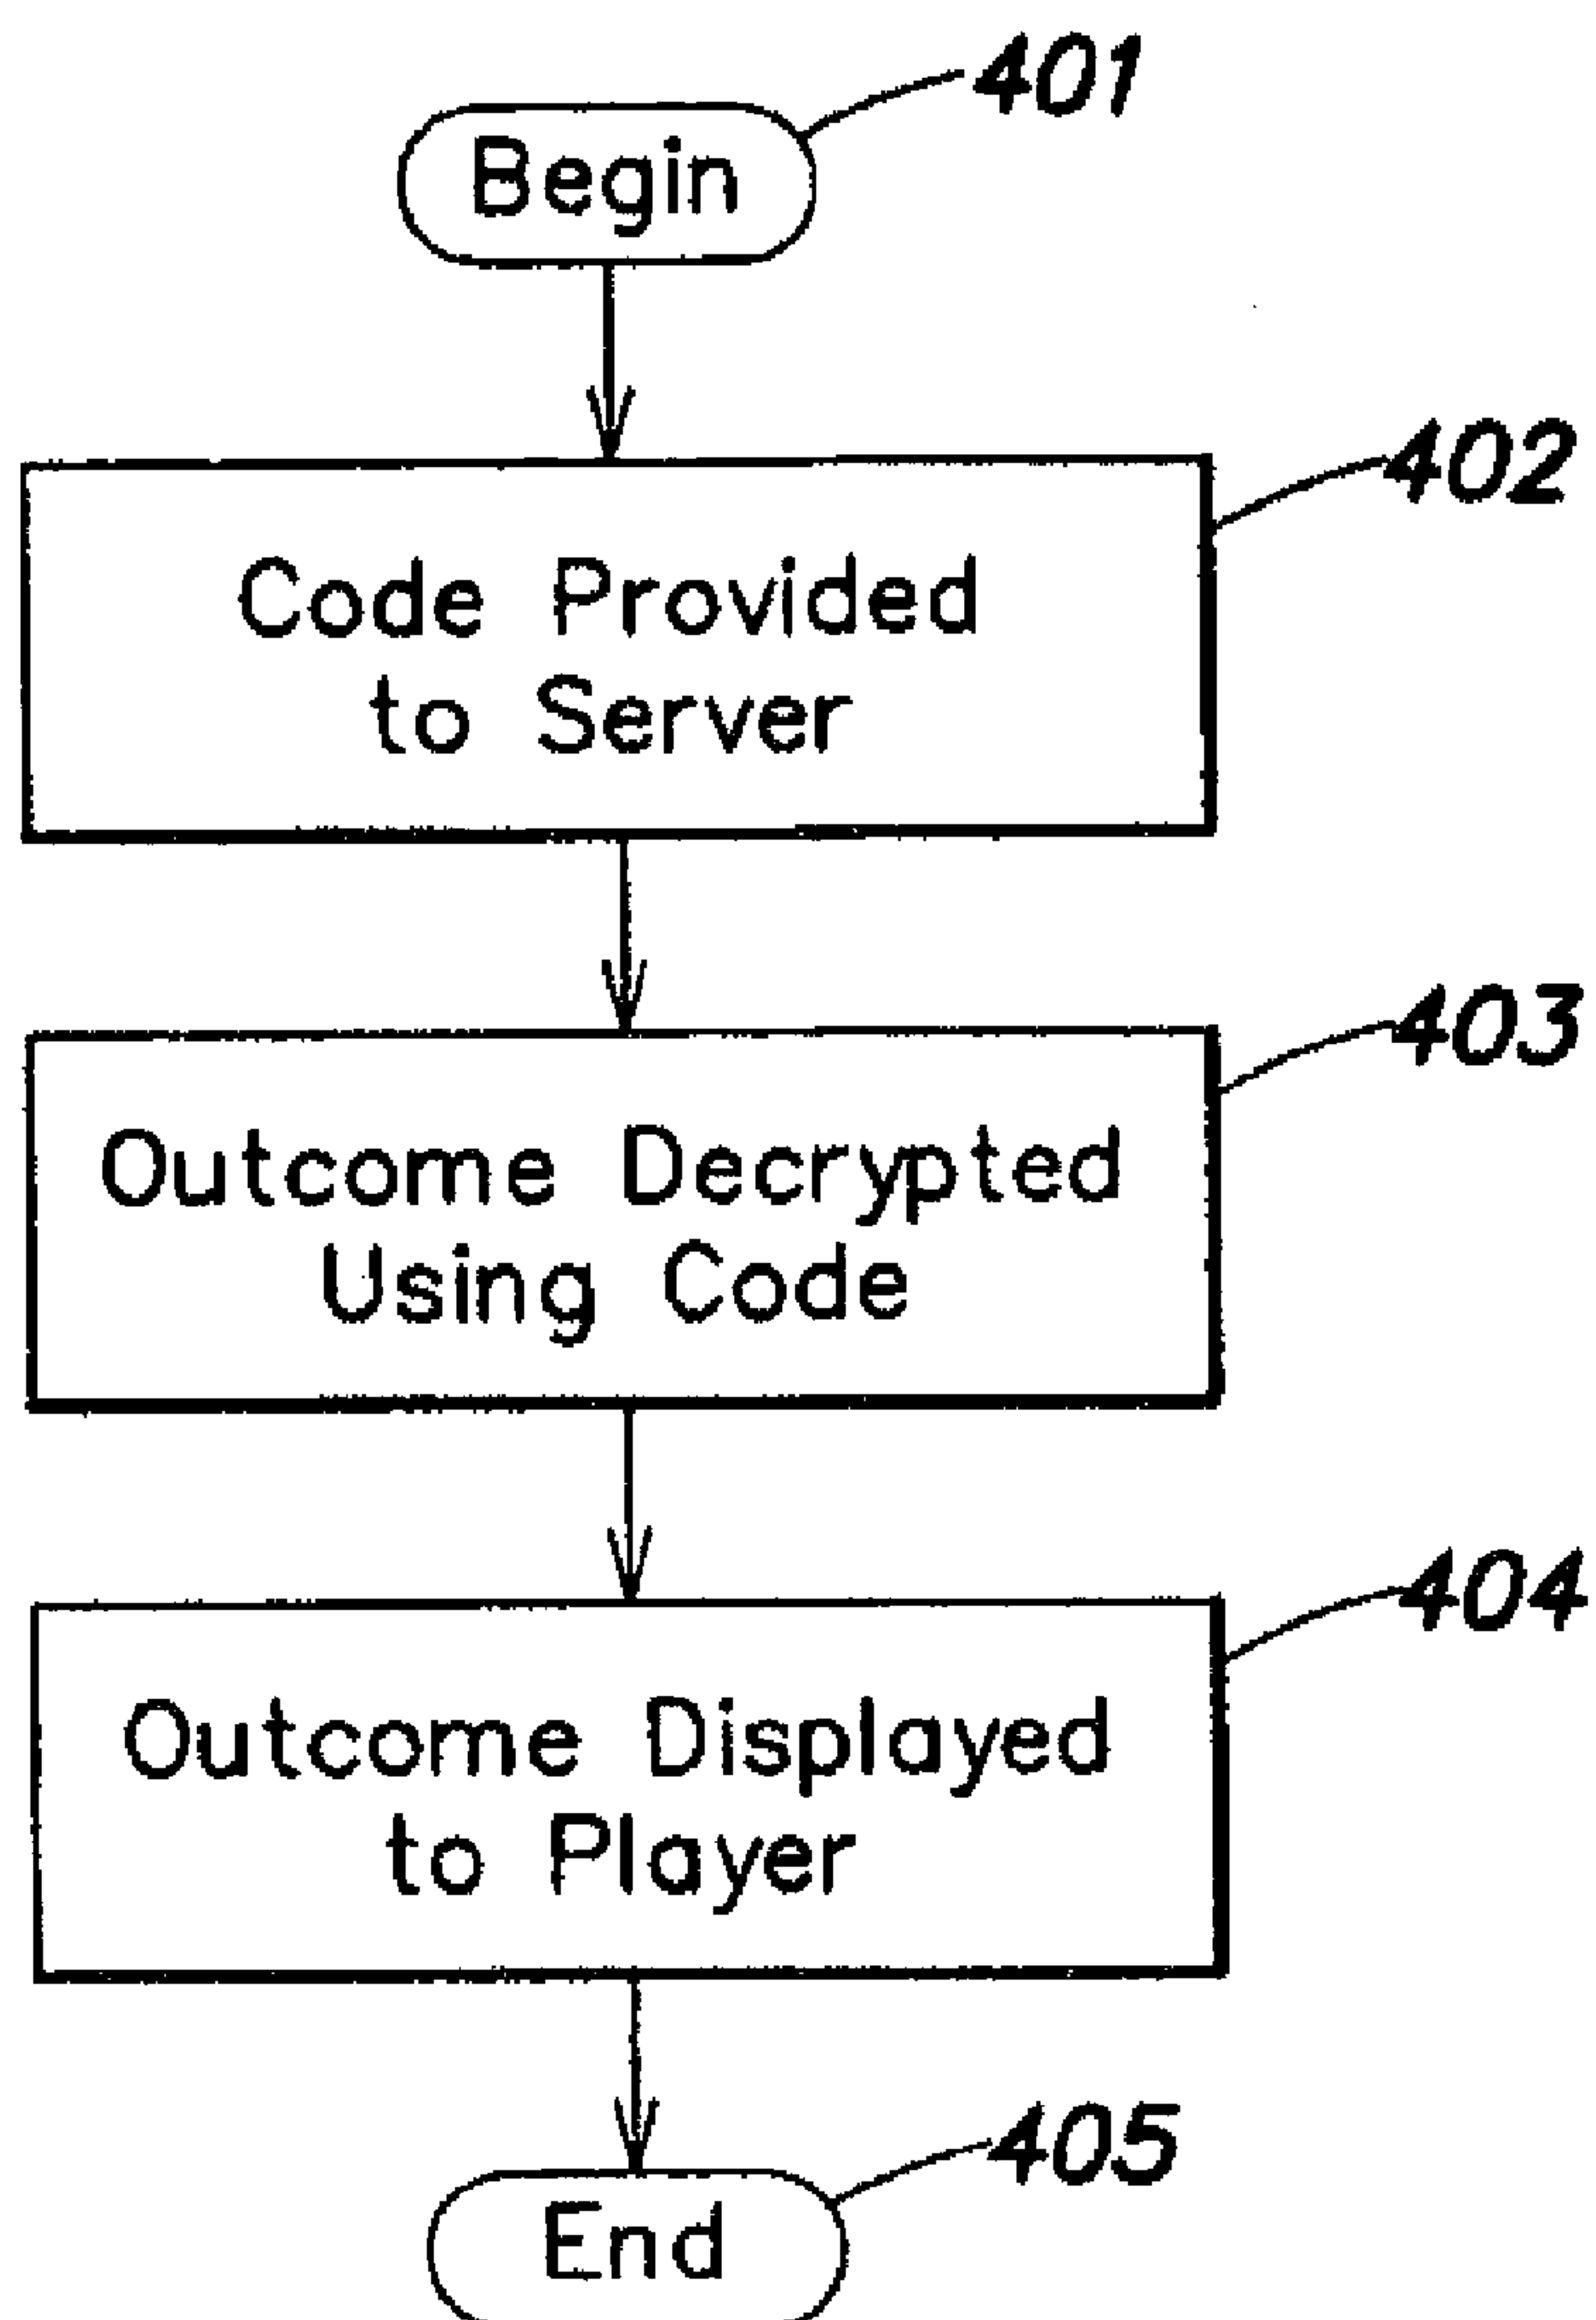 401
Begin
402
Code Provided
to Server
403
Outcome Decrypted
Using Code
404
Outcome Displayed
to Player
405
End